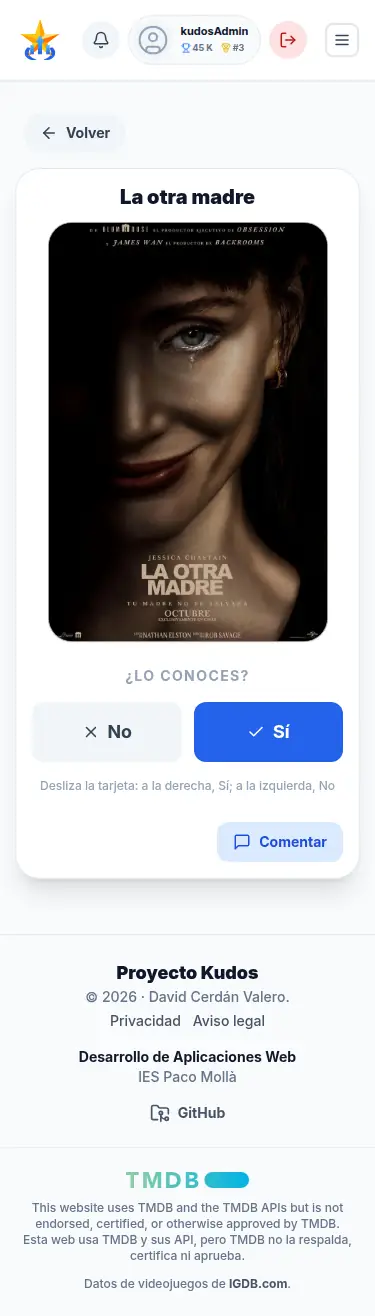 kudosAdmin
45 K #3
Volver
La otra madre
BLUMHOUSE EL PRODUCTOR EJECUTIVO DE OBSESSION
JAMES WAN EL PRODUCTOR DE BACKROOMS
JESSICA CHASTAIN
LA OTRA
MADRE
TU MADRE NO TE SALVARÁ
OCTUBRE
NATHAN ELSTON ROB SAVAGE
¿LO CONOCES?
No
Sí
Desliza la tarjeta: a la derecha, Sí; a la izquierda, No
Comentar
Proyecto Kudos
© 2026 · David Cerdán Valero.
Privacidad Aviso legal
Desarrollo de Aplicaciones Web
IES Paco Mollà
GitHub
TMDB
This website uses TMDB and the TMDB APIs but is not
endorsed, certified, or otherwise approved by TMDB.
Esta web usa TMDB y sus API, pero TMDB no la respalda,
certifica ni aprueba.
Datos de videojuegos de IGDB.com.